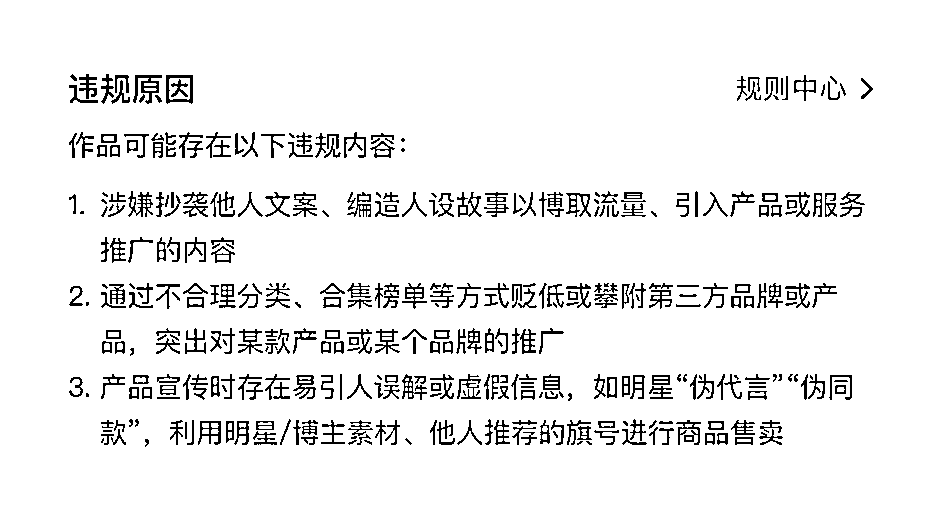 违规原因
规则中心 >
作品可能存在以下违规内容：
1. 涉嫌抄袭他人文案、编造人设故事以博取流量、引入产品或服务
推广的内容
2. 通过不合理分类、合集榜单等方式贬低或攀附第三方品牌或产
品，突出对某款产品或某个品牌的推广
3. 产品宣传时存在易引人误解或虚假信息，如明星“伪代言”“伪同
款”，利用明星/博主素材、他人推荐的旗号进行商品售卖